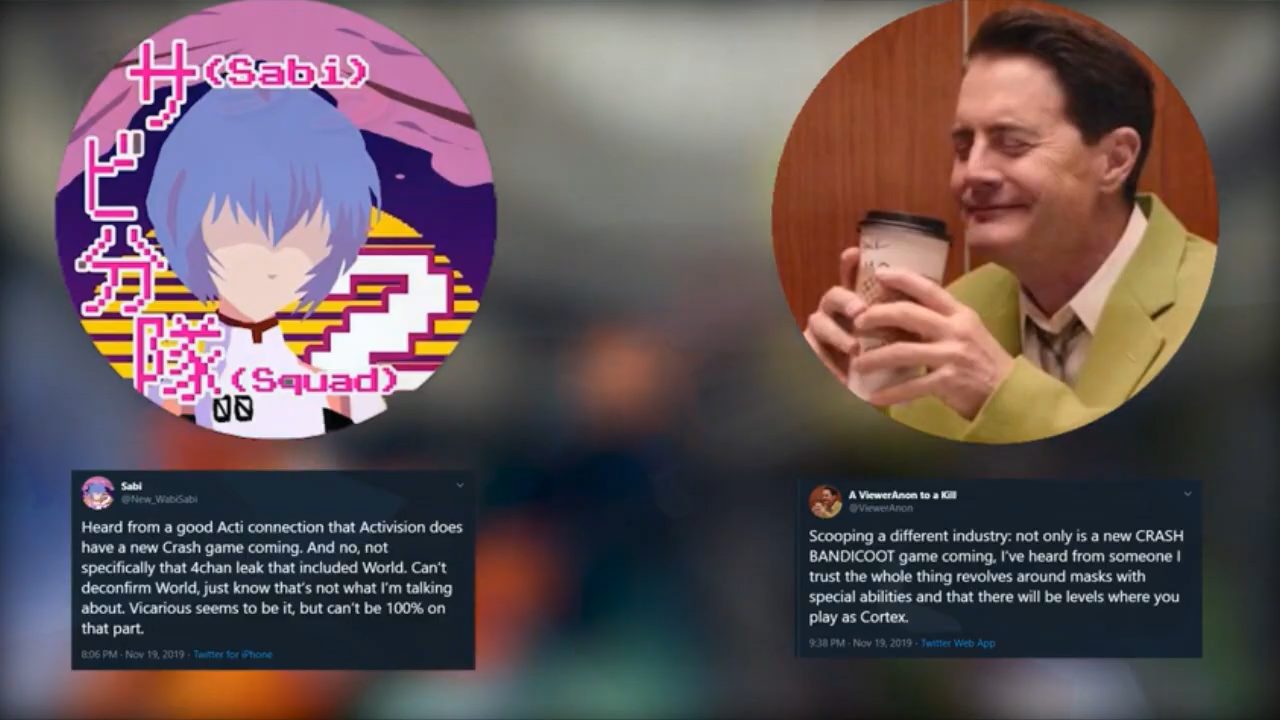 サビ分隊
(Sabi)
(Squad)
00
Sabi
@New_WabiSabi
Heard from a good Acti connection that Activision does
have a new Crash game coming. And no, not
specifically that 4chan leak that included World. Can't
deconfirm World, just know that's not what I'm talking
about. Vicarious seems to be it, but can't be 100% on
that part.
8:06 PM · Nov 19, 2019 · Twitter for iPhone
A ViewerAnon to a Kill
@ViewerAnon
Scooping a different industry: not only is a new CRASH
BANDICOOT game coming, I've heard from someone I
trust the whole thing revolves around masks with
special abilities and that there will be levels where you
play as Cortex.
9:38 PM · Nov 19, 2019 · Twitter Web App